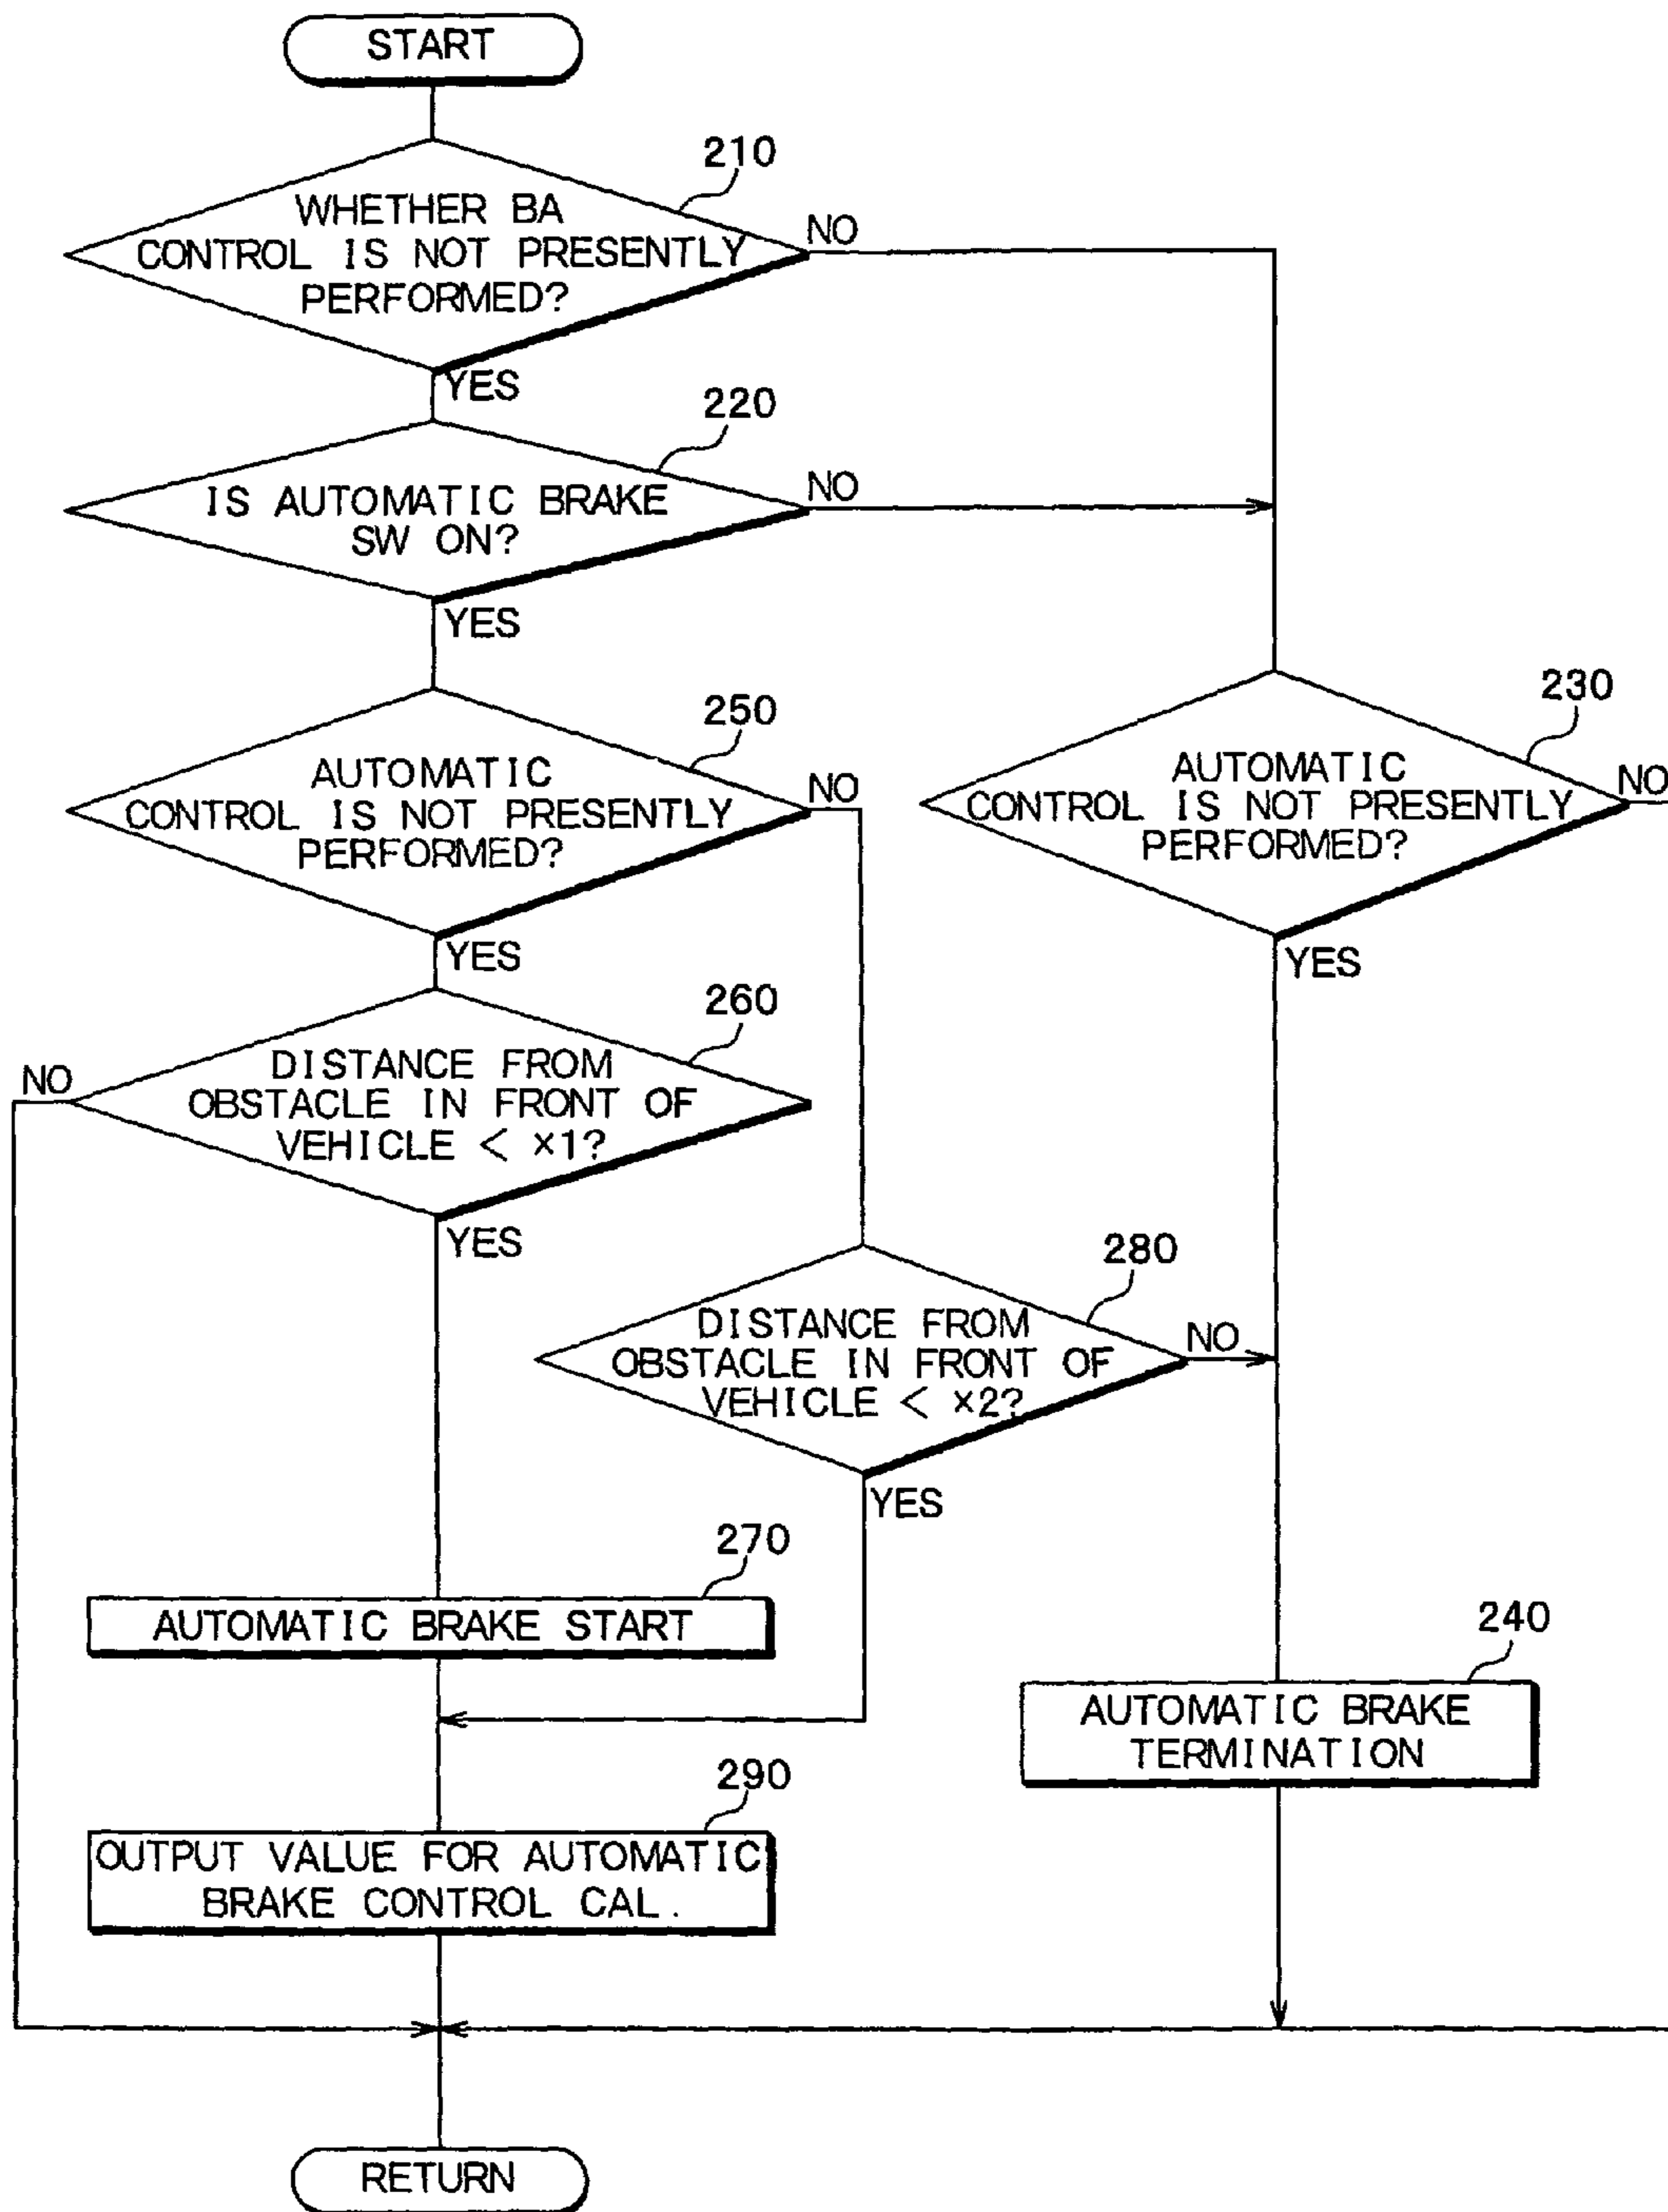 START
210
WHETHER BA
CONTROL IS NOT PRESENTLY
PERFORMED?
NO
YES
220
IS AUTOMATIC BRAKE
SW ON?
NO
YES
250
AUTOMATIC
CONTROL IS NOT PRESENTLY
PERFORMED?
NO
YES
230
AUTOMATIC
CONTROL IS NOT PRESENTLY
PERFORMED?
NO
YES
260
DISTANCE FROM
OBSTACLE IN FRONT OF
VEHICLE < x1?
NO
YES
280
DISTANCE FROM
OBSTACLE IN FRONT OF
VEHICLE < x2?
NO
YES
270
AUTOMATIC BRAKE START
240
AUTOMATIC BRAKE
TERMINATION
290
OUTPUT VALUE FOR AUTOMATIC
BRAKE CONTROL CAL.
RETURN